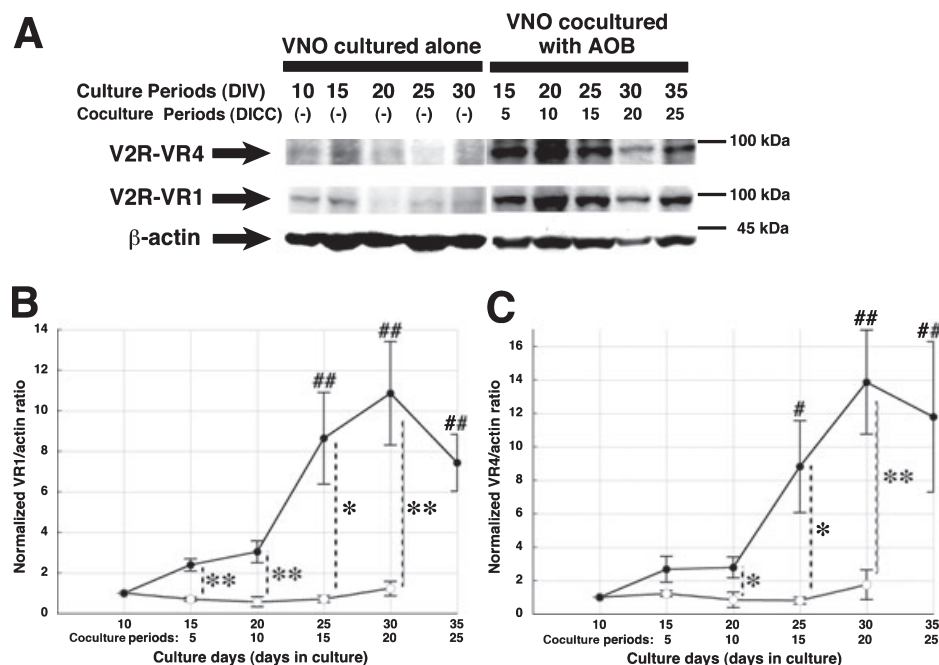 A
VNO cultured alone
VNO cocultured
with AOB
Culture Periods (DIV) 10 15 20 25 30 15 20 25 30 35
Coculture Periods (DICC) (-) (-) (-) (-) (-) 5 10 15 20 25
V2R-VR4 100 kDa
V2R-VR1 100 kDa
β-actin 45 kDa
B
Normalized VR1/actin ratio
14
12
10
8
6
4
2
0
##
##
##
*
**
**
**
10 15 20 25 30 35
Coculture periods: 5 10 15 20 25
Culture days (days in culture)
C
Normalized VR4/actin ratio
16
14
12
10
8
6
4
2
0
##
##
#
**
*
*
10 15 20 25 30 35
Coculture periods: 5 10 15 20 25
Culture days (days in culture)